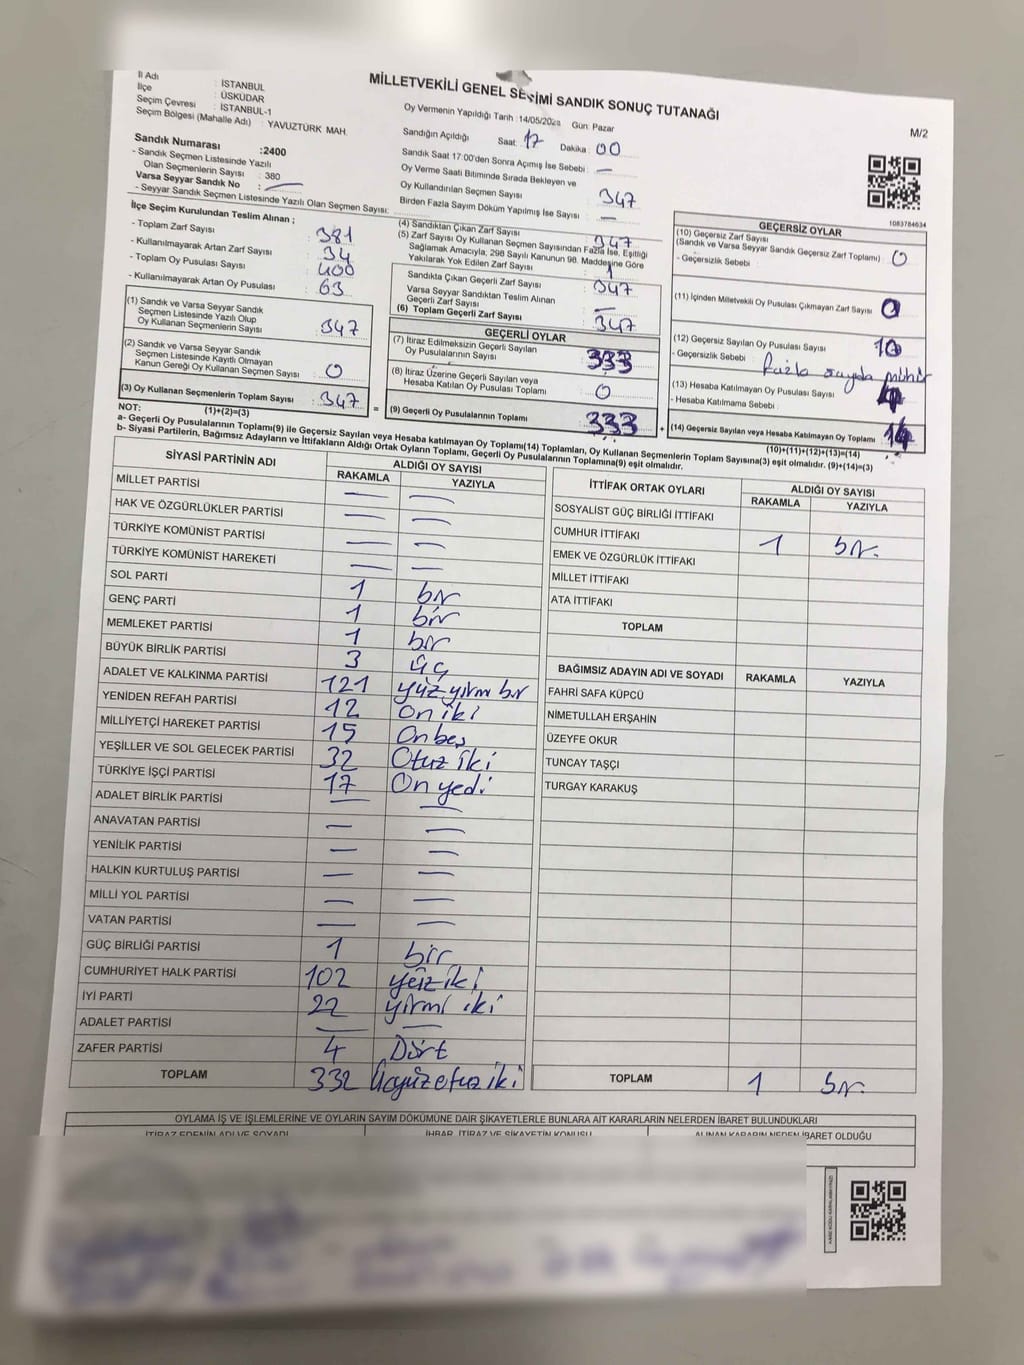 MİLLETVEKİLİ GENEL SEÇİMİ SANDIK SONUÇ TUTANAĞI
M/2
İl Adı : İSTANBUL
İlçe : ÜSKÜDAR
Seçim Çevresi : İSTANBUL-1
Seçim Bölgesi (Mahalle Adı) : YAVUZTÜRK MAH.
Sandık Numarası :2400
- Sandık Seçmen Listesinde Yazılı
Olan Seçmenlerin Sayısı : 380
Varsa Seyyar Sandık No : —
- Seyyar Sandık Seçmen Listesinde Yazılı Olan Seçmen Sayısı:
Oy Vermenin Yapıldığı Tarih :14/05/2023 Gün: Pazar
Sandığın Açıldığı Saat 17 Dakika 00
Sandık Saat 17:00'den Sonra Açımış İse Sebebi : —
Oy Verme Saati Bitiminde Sırada Bekleyen ve
Oy Kullandırılan Seçmen Sayısı 347
Birden Fazla Sayım Döküm Yapılmış İse Sayısı : —
İlçe Seçim Kurulundan Teslim Alınan ;
- Toplam Zarf Sayısı : 381
- Kullanılmayarak Artan Zarf Sayısı : 34
- Toplam Oy Pusulası Sayısı : 400
- Kullanılmayarak Artan Oy Pusulası : 63
(1) Sandık ve Varsa Seyyar Sandık
Seçmen Listesinde Yazılı Olup
Oy Kullanan Seçmenlerin Sayısı : 347
(2) Sandık ve Varsa Seyyar Sandık
Seçmen Listesinde Kayıtlı Olmayan
Kanun Gereği Oy Kullanan Seçmen Sayısı : 0
(3) Oy Kullanan Seçmenlerin Toplam Sayısı : 347
(1)+(2)=(3)
(4) Sandıktan Çıkan Zarf Sayısı : 347
(5) Zarf Sayısı Oy Kullanan Seçmen Sayısından Fazla İse, Eşitliği
Sağlamak Amacıyla, 298 Sayılı Kanunun 98. Maddesine Göre
Yakılarak Yok Edilen Zarf Sayısı :
Sandıkta Çıkan Geçerli Zarf Sayısı : 347
Varsa Seyyar Sandıktan Teslim Alınan
Geçerli Zarf Sayısı : —
(6) Toplam Geçerli Zarf Sayısı : 347
GEÇERLİ OYLAR
(7) İtiraz Edilmeksizin Geçerli Sayılan
Oy Pusulalarının Sayısı : 333
(8) İtiraz Üzerine Geçerli Sayılan veya
Hesaba Katılan Oy Pusulası Toplamı : 0
= (9) Geçerli Oy Pusulalarının Toplamı : 333 +
1083784634
GEÇERSİZ OYLAR
(10) Geçersiz Zarf Sayısı
(Sandık ve Varsa Seyyar Sandık Geçersiz Zarf Toplamı) : 0
- Geçersizlik Sebebi :
(11) İçinden Milletvekili Oy Pusulası Çıkmayan Zarf Sayısı : 0
(12) Geçersiz Sayılan Oy Pusulası Sayısı : 10
- Geçersizlik Sebebi : fazla sayıda mühür
(13) Hesaba Katılmayan Oy Pusulası Sayısı : 4
- Hesaba Katılmama Sebebi :
(14) Geçersiz Sayılan veya Hesaba Katılmayan Oy Toplamı : 14
(10)+(11)+(12)+(13)=(14)
NOT:
a- Geçerli Oy Pusulasının Toplam(9) ile Geçersiz Sayılan veya Hesaba katılmayan Oy Toplam(14) Toplamları, Oy Kullanan Seçmenlerin Toplam Sayısına(3) eşit olmalıdır. (9)+(14)=(3)
b- Siyasi Partilerin, Bağımsız Adayların ve İttifakların Aldığı Ortak Oyların Toplamı, Geçerli Oy Pusulalarının Toplamına(9) eşit olmalıdır.
SİYASİ PARTİNİN ADI ALDIĞI OY SAYISI
RAKAMLA YAZIYLA
MİLLET PARTİSİ — —
HAK VE ÖZGÜRLÜKLER PARTİSİ — —
TÜRKİYE KOMÜNİST PARTİSİ — —
TÜRKİYE KOMÜNİST HAREKETİ — —
SOL PARTİ 1 bir
GENÇ PARTİ 1 bir
MEMLEKET PARTİSİ 1 bir
BÜYÜK BİRLİK PARTİSİ 3 üç
ADALET VE KALKINMA PARTİSİ 121 yüz yirmi bir
YENİDEN REFAH PARTİSİ 12 On iki
MİLLİYETÇİ HAREKET PARTİSİ 15 Onbeş
YEŞİLLER VE SOL GELECEK PARTİSİ 32 Otuz iki
TÜRKİYE İŞÇİ PARTİSİ 17 On yedi
ADALET BİRLİK PARTİSİ — —
ANAVATAN PARTİSİ — —
YENİLİK PARTİSİ — —
HALKIN KURTULUŞ PARTİSİ — —
MİLLİ YOL PARTİSİ — —
VATAN PARTİSİ — —
GÜÇ BİRLİĞİ PARTİSİ 1 bir
CUMHURİYET HALK PARTİSİ 102 yüz iki
İYİ PARTİ 22 yirmi iki
ADALET PARTİSİ — —
ZAFER PARTİSİ 4 Dört
TOPLAM 332 Üçyüzotuz iki
İTTİFAK ORTAK OYLARI ALDIĞI OY SAYISI
RAKAMLA YAZIYLA
SOSYALİST GÜÇ BİRLİĞİ İTTİFAKI
CUMHUR İTTİFAKI 1 bir.
EMEK VE ÖZGÜRLÜK İTTİFAKI
MİLLET İTTİFAKI
ATA İTTİFAKI
TOPLAM
BAĞIMSIZ ADAYIN ADI VE SOYADI RAKAMLA YAZIYLA
FAHRİ SAFA KÜPCÜ
NİMETULLAH ERŞAHİN
ÜZEYFE OKUR
TUNCAY TAŞÇI
TURGAY KARAKUŞ
TOPLAM 1 bir.
OYLAMA İŞ VE İŞLEMLERİNE VE OYLARIN SAYIM DÖKÜMÜNE DAİR ŞİKAYETLERLE BUNLARA AİT KARARLARIN NELERDEN İBARET BULUNDUKLARI
İTİRAZ EDENİN ADI VE SOYADI İHBAR, İTİRAZ VE ŞİKAYETİN KONUSU ALINAN KARARIN NEDEN İBARET OLDUĞU